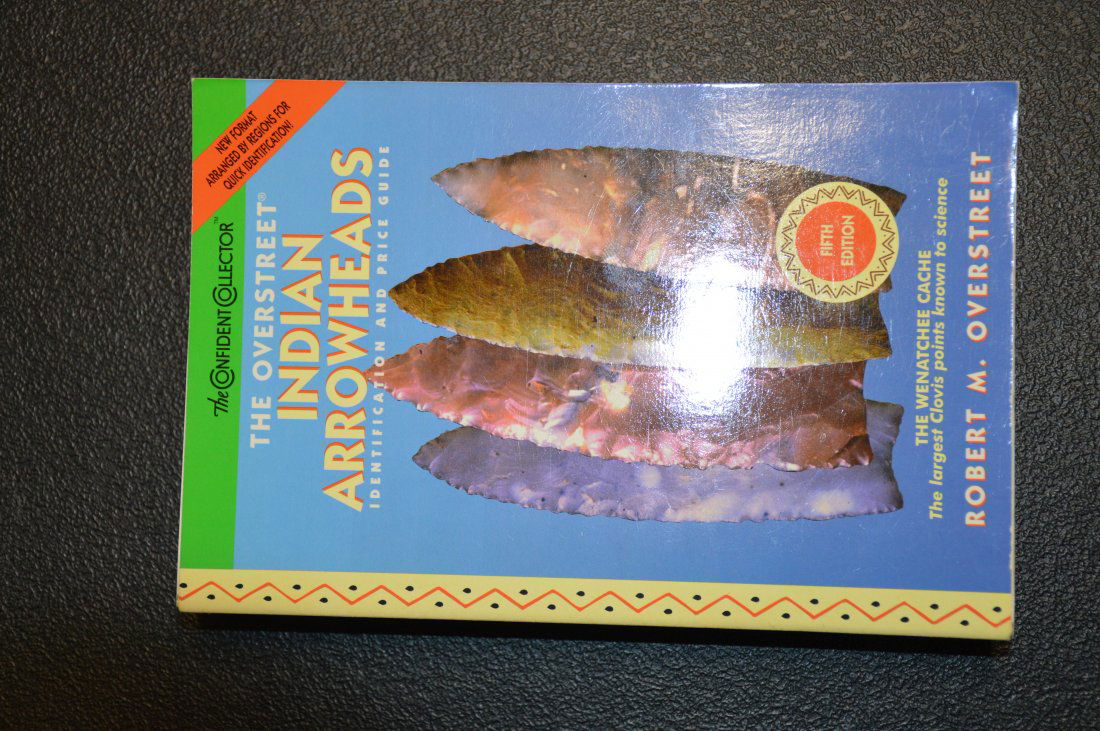 NEW FORMAT
ARRANGED BY REGIONS FOR
QUICK IDENTIFICATION!
The CONFIDENT COLLECTOR™
THE OVERSTREET®
INDIAN
ARROWHEADS
IDENTIFICATION AND PRICE GUIDE
FIFTH
EDITION
THE WENATCHEE CACHE
The largest Clovis points known to science
ROBERT M. OVERSTREET